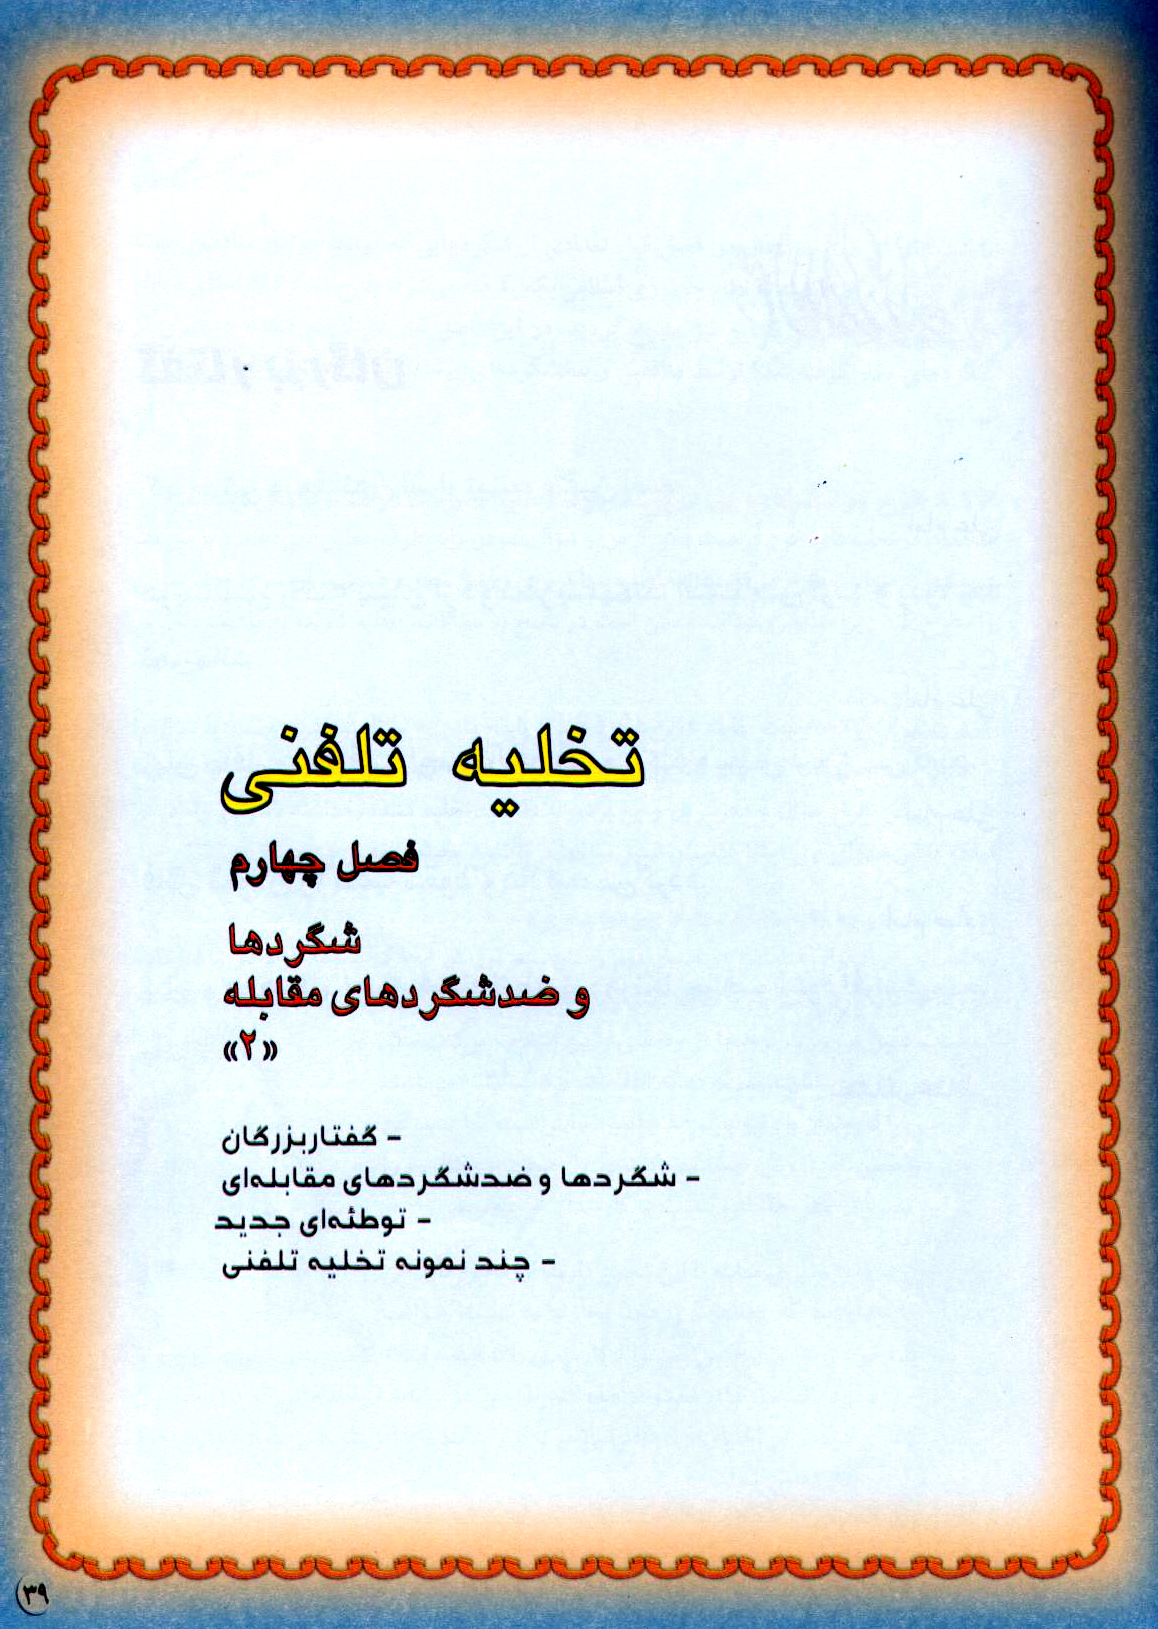 تخلیه تلفنی
فصل چهارم
شگردها
و ضدشگردهای مقابله
«۲»
- گفتاربزرگان
- شگردها و ضدشگردهای مقابله‌ای
- توطئه‌ای جدید
- چند نمونه تخلیه تلفنی
۳۹